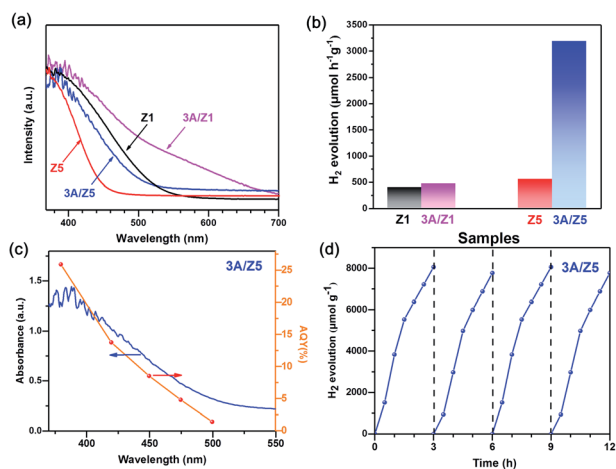 (a)
Intensity (a.u.)
Z1
3A/Z1
Z5
3A/Z5
400 500 600 700
Wavelength (nm)
(b)
H2 evolution (μmol h-1g-1)
3500
3000
2500
2000
1500
1000
500
0
Z1 3A/Z1 Z5 3A/Z5
Samples
(c)
3A/Z5
Absorbance (a.u.)
1.5
1.0
0.5
0.0
AQY(%)
25
20
15
10
5
0
400 450 500 550
Wavelength (nm)
(d)
3A/Z5
H2 evolution (μmol g-1)
8000
6000
4000
2000
0
0 3 6 9 12
Time (h)